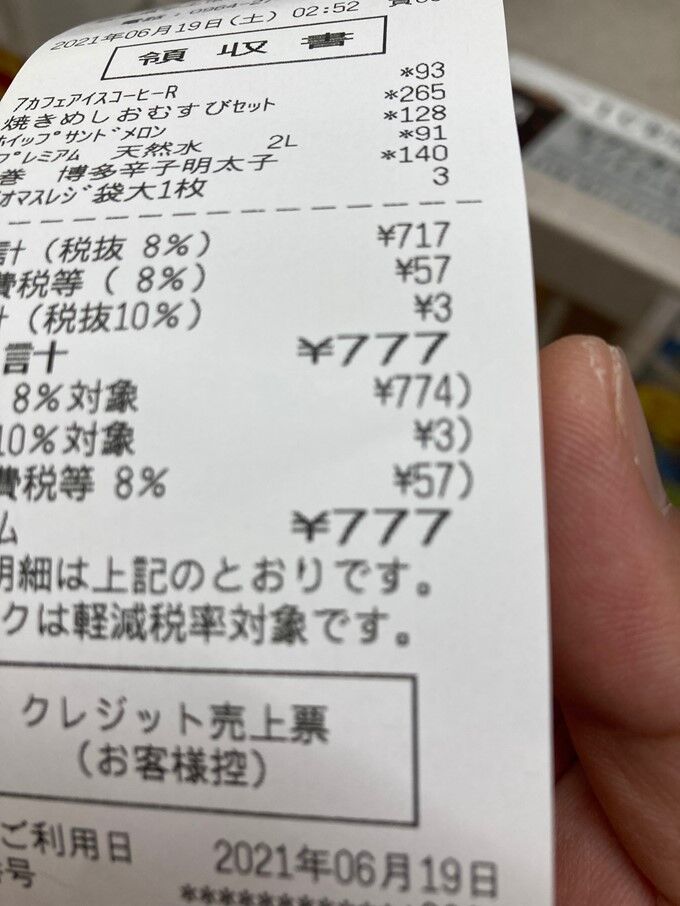 2021年06月19日(土) 02:52
領収書
7カフェアイスコーヒーR *93
焼きめしおむすびセット *265
ホイップサンドメロン *128
プレミアム 天然水 2L *91
巻 博多辛子明太子 *140
オマスレジ袋大1枚 3
計 (税抜 8%) ¥717
費税等 ( 8%) ¥57
計 (税抜10%) ¥3
計 ¥777
8%対象 ¥774)
10%対象 ¥3)
費税等 8% ¥57)
ム ¥777
明細は上記のとおりです。
クは軽減税率対象です。
クレジット売上票
(お客様控)
ご利用日 2021年06月19日